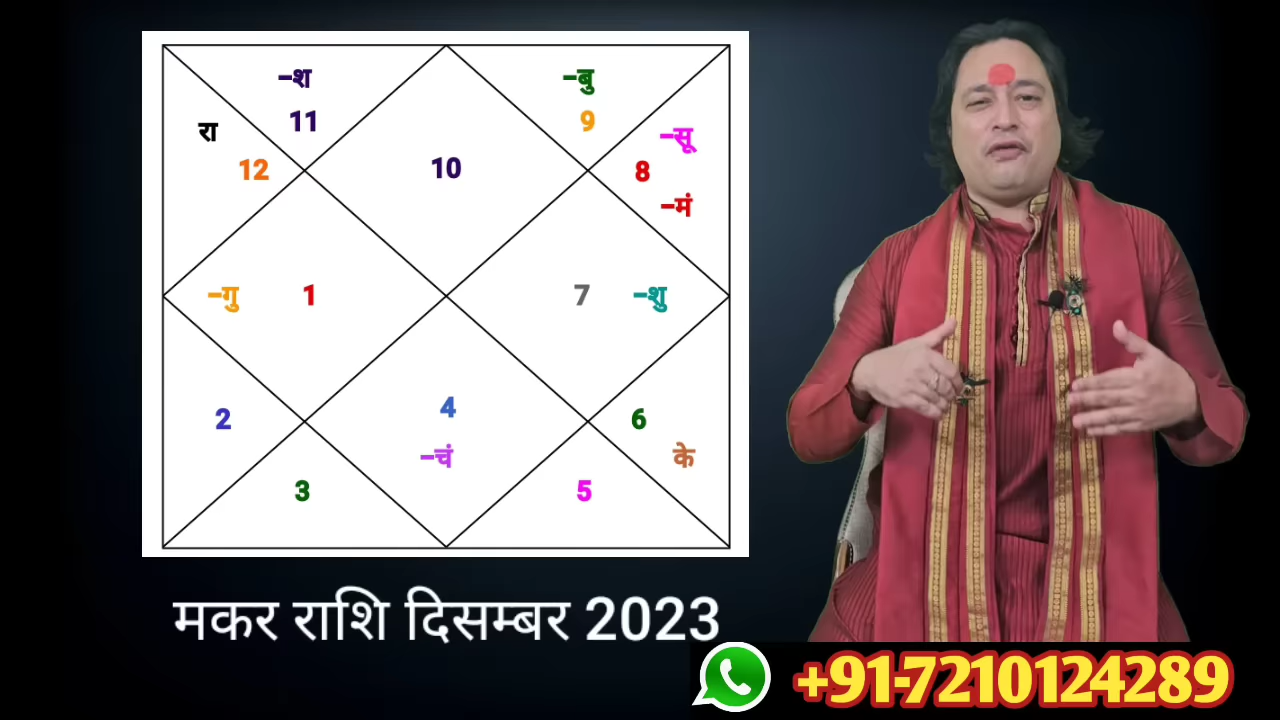 –श
–बु
रा
11
9
–सू
12
10
8
–मं
–गु
1
7
–शु
2
4
6
–चं
के
3
5
मकर राशि दिसम्बर 2023
+91-7210124289